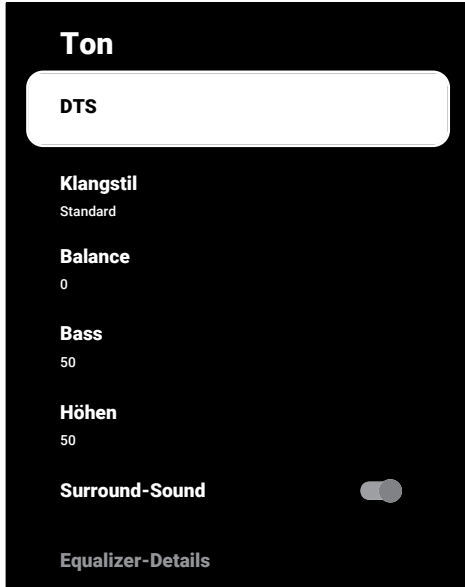 Ton
DTS
Klangstil
Standard
Balance
0
Bass
50
Höhen
50
Surround-Sound
Equalizer-Details